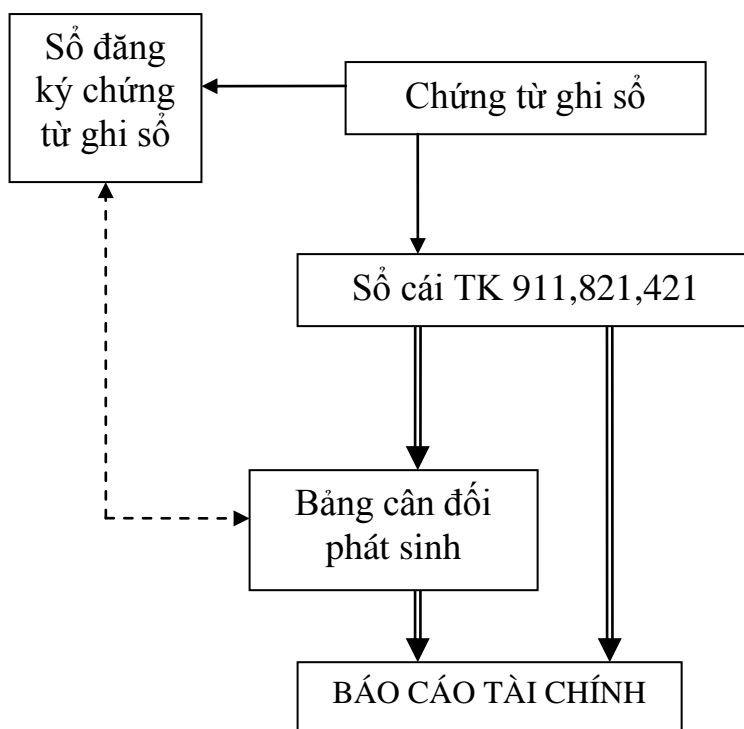 Sổ đăng
ký chứng
từ ghi sổ
Chứng từ ghi sổ
Sổ cái TK 911,821,421
Bảng cân đối
phát sinh
BÁO CÁO TÀI CHÍNH